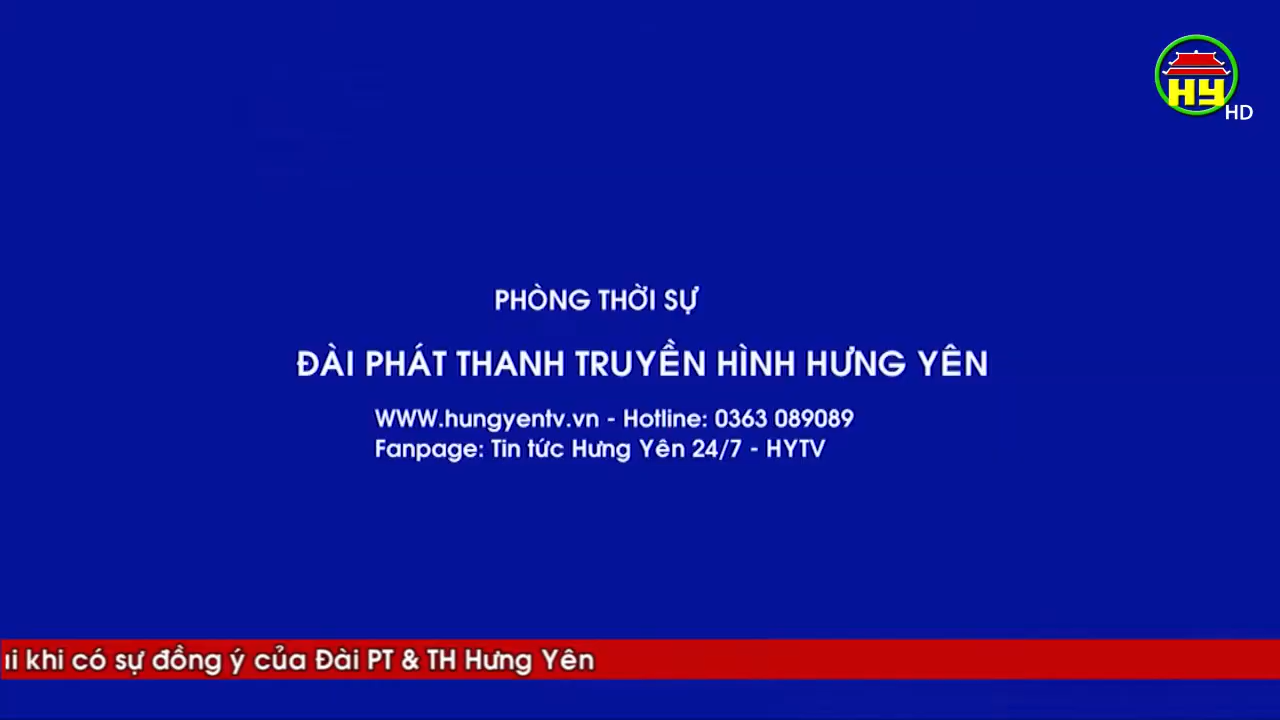 HY
HD
PHÒNG THỜI SỰ
ĐÀI PHÁT THANH TRUYỀN HÌNH HƯNG YÊN
WWW.hungyentv.vn - Hotline: 0363 089089
Fanpage: Tin tức Hưng Yên 24/7 - HYTV
khi có sự đồng ý của Đài PT & TH Hưng Yên